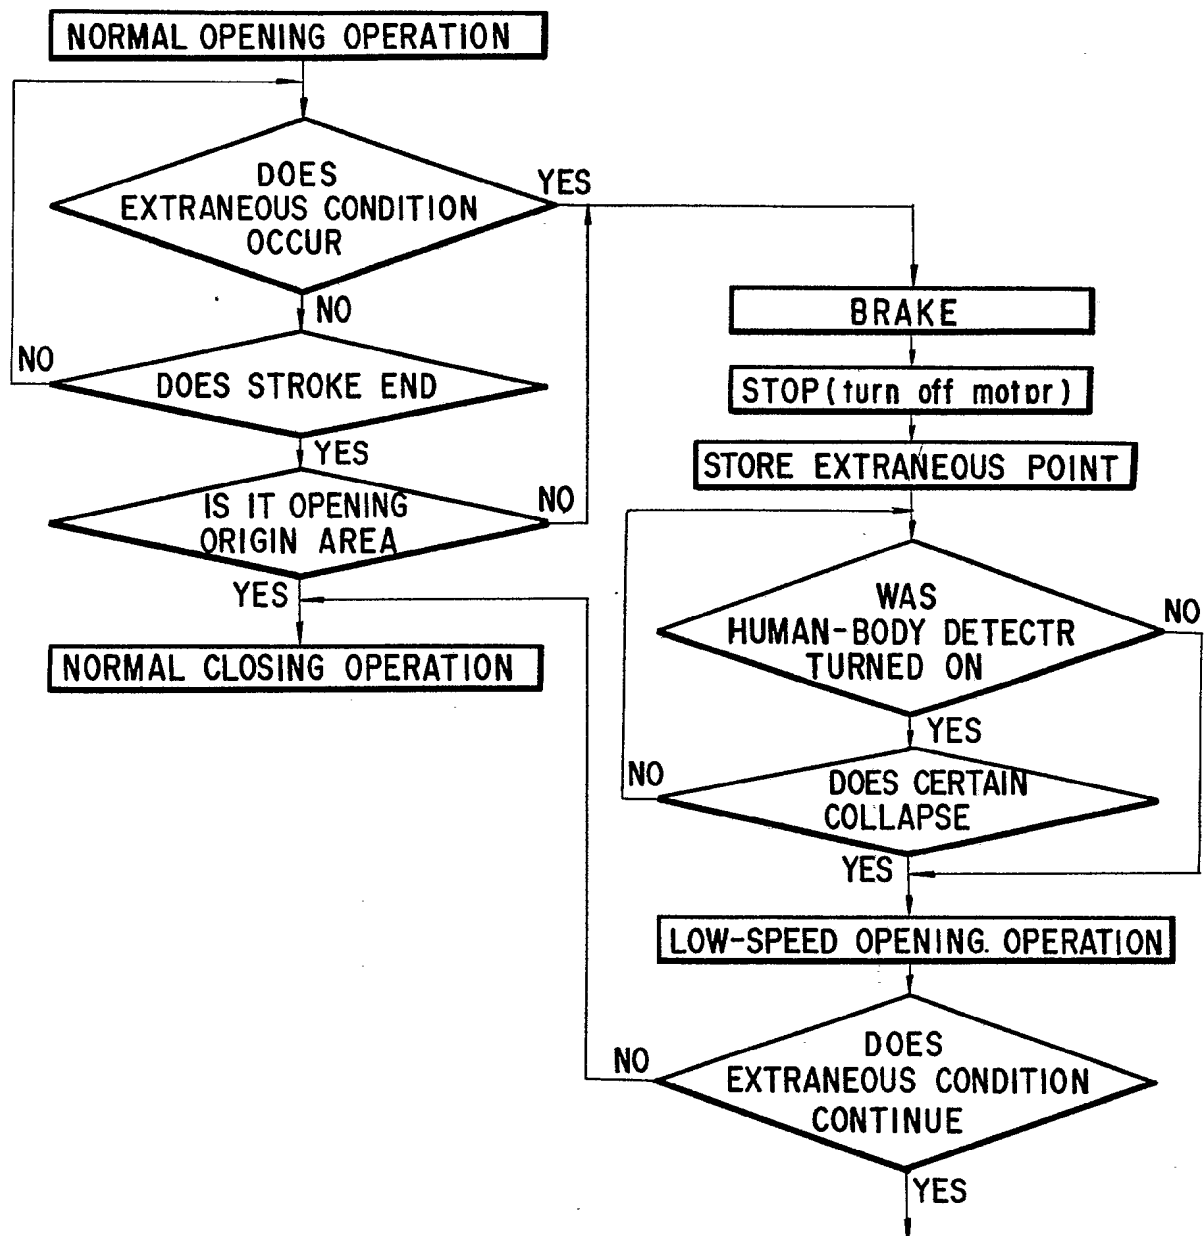 NORMAL OPENING OPERATION
DOES
EXTRANEOUS CONDITION
OCCUR
YES
NO
NO
DOES STROKE END
YES
IS IT OPENING
ORIGIN AREA
NO
YES
NORMAL CLOSING OPERATION
BRAKE
STOP (turn off motor)
STORE EXTRANEOUS POINT
WAS
HUMAN-BODY DETECTR
TURNED ON
NO
YES
NO
DOES CERTAIN
COLLAPSE
YES
LOW-SPEED OPENING. OPERATION
DOES
EXTRANEOUS CONDITION
CONTINUE
NO
YES